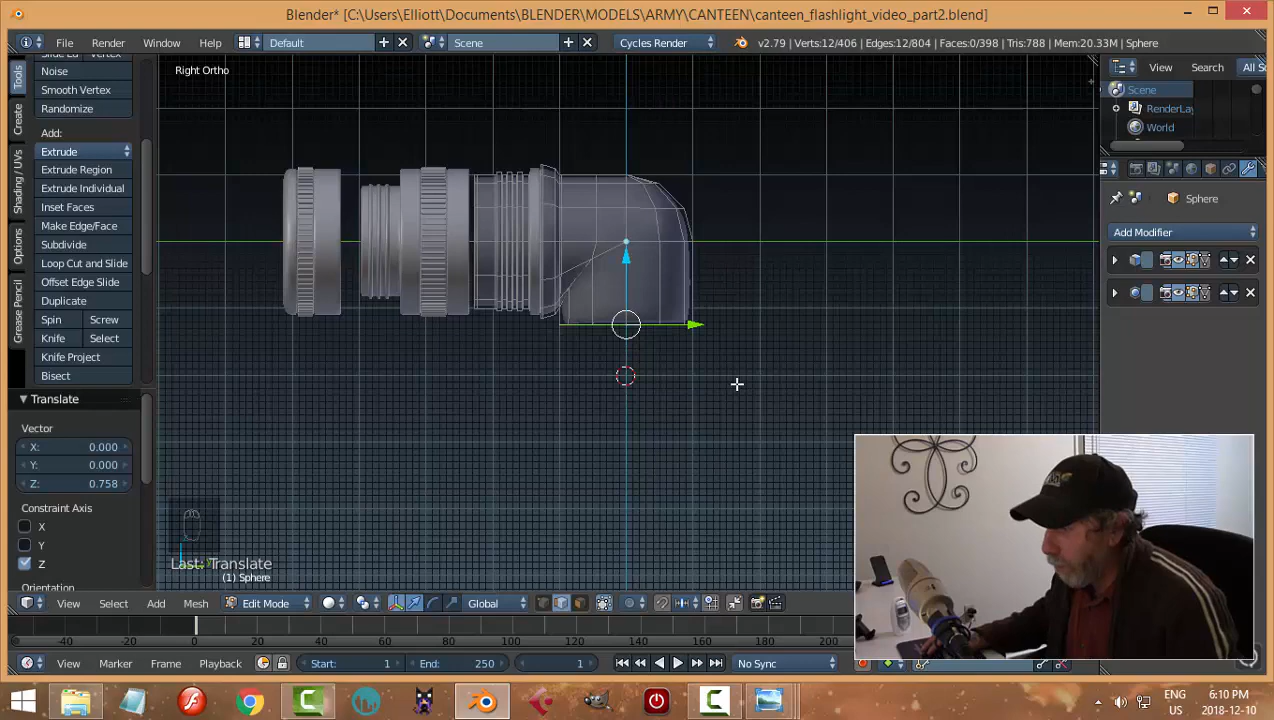 Blender* [C:\Users\Elliott\Documents\BLENDER\MODELS\ARMY\CANTEEN\canteen_flashlight_video_part2.blend]
File Render Window Help Default Scene Cycles Render v2.79 | Verts:12/406 | Edges:12/804 | Faces:0/398 | Tris:788 | Mem:20.33M | Sphere
View Search All S
Tools
Create
Shading / UVs
Options
Grease Pencil
Noise
Smooth Vertex
Randomize
Add:
Extrude
Extrude Region
Extrude Individual
Inset Faces
Make Edge/Face
Subdivide
Loop Cut and Slide
Offset Edge Slide
Duplicate
Spin Screw
Knife Select
Knife Project
Bisect
Translate
Vector
X: 0.000
Y: 0.000
Z: 0.758
Constraint Axis
X
Y
Z
Orientation
Right Ortho
Last: Translate
(1) Sphere
Scene
RenderLay
World
Sphere
Add Modifier
View Select Add Mesh Edit Mode Global
-40 -20 0 20 40 60 80 100 120 140 160 180 200
View Marker Frame Playback Start: 1 End: 250 1 No Sync
ENG
US
6:10 PM
2018-12-10